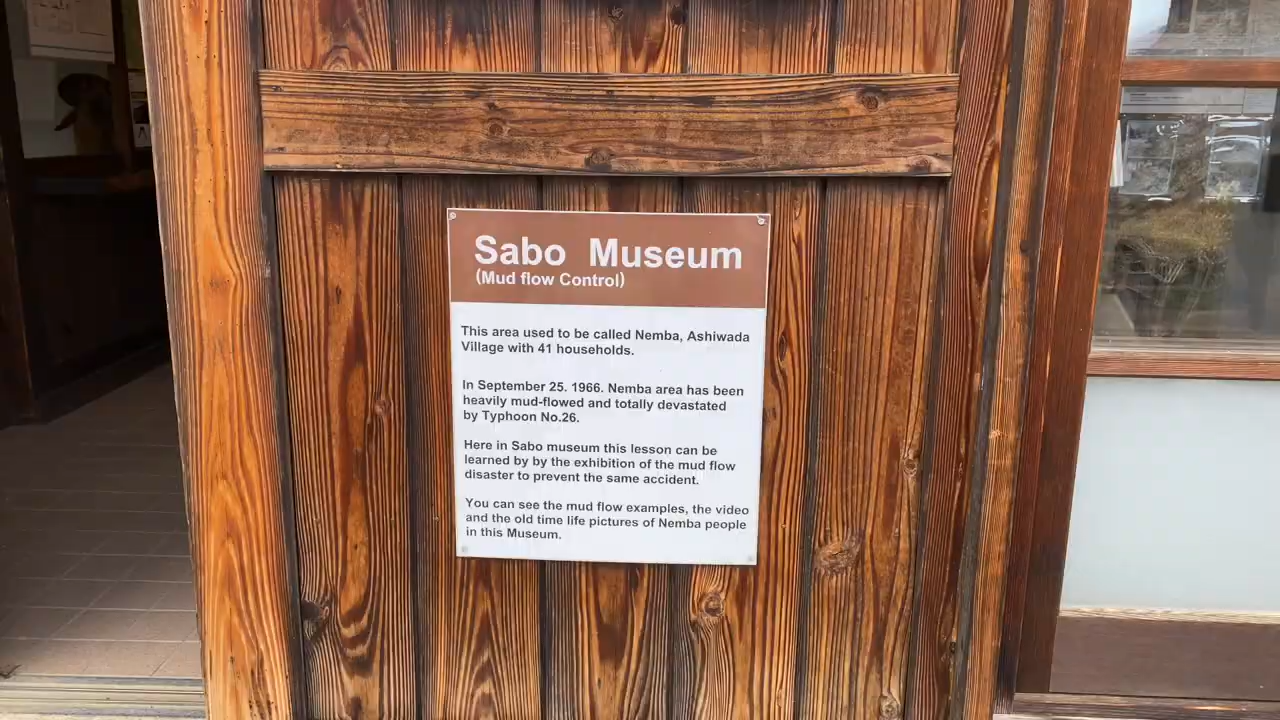 Sabo Museum
(Mud flow Control)
This area used to be called Nemba, Ashiwada
Village with 41 households.
In September 25. 1966. Nemba area has been
heavily mud-flowed and totally devastated
by Typhoon No.26.
Here in Sabo museum this lesson can be
learned by by the exhibition of the mud flow
disaster to prevent the same accident.
You can see the mud flow examples, the video
and the old time life pictures of Nemba people
in this Museum.